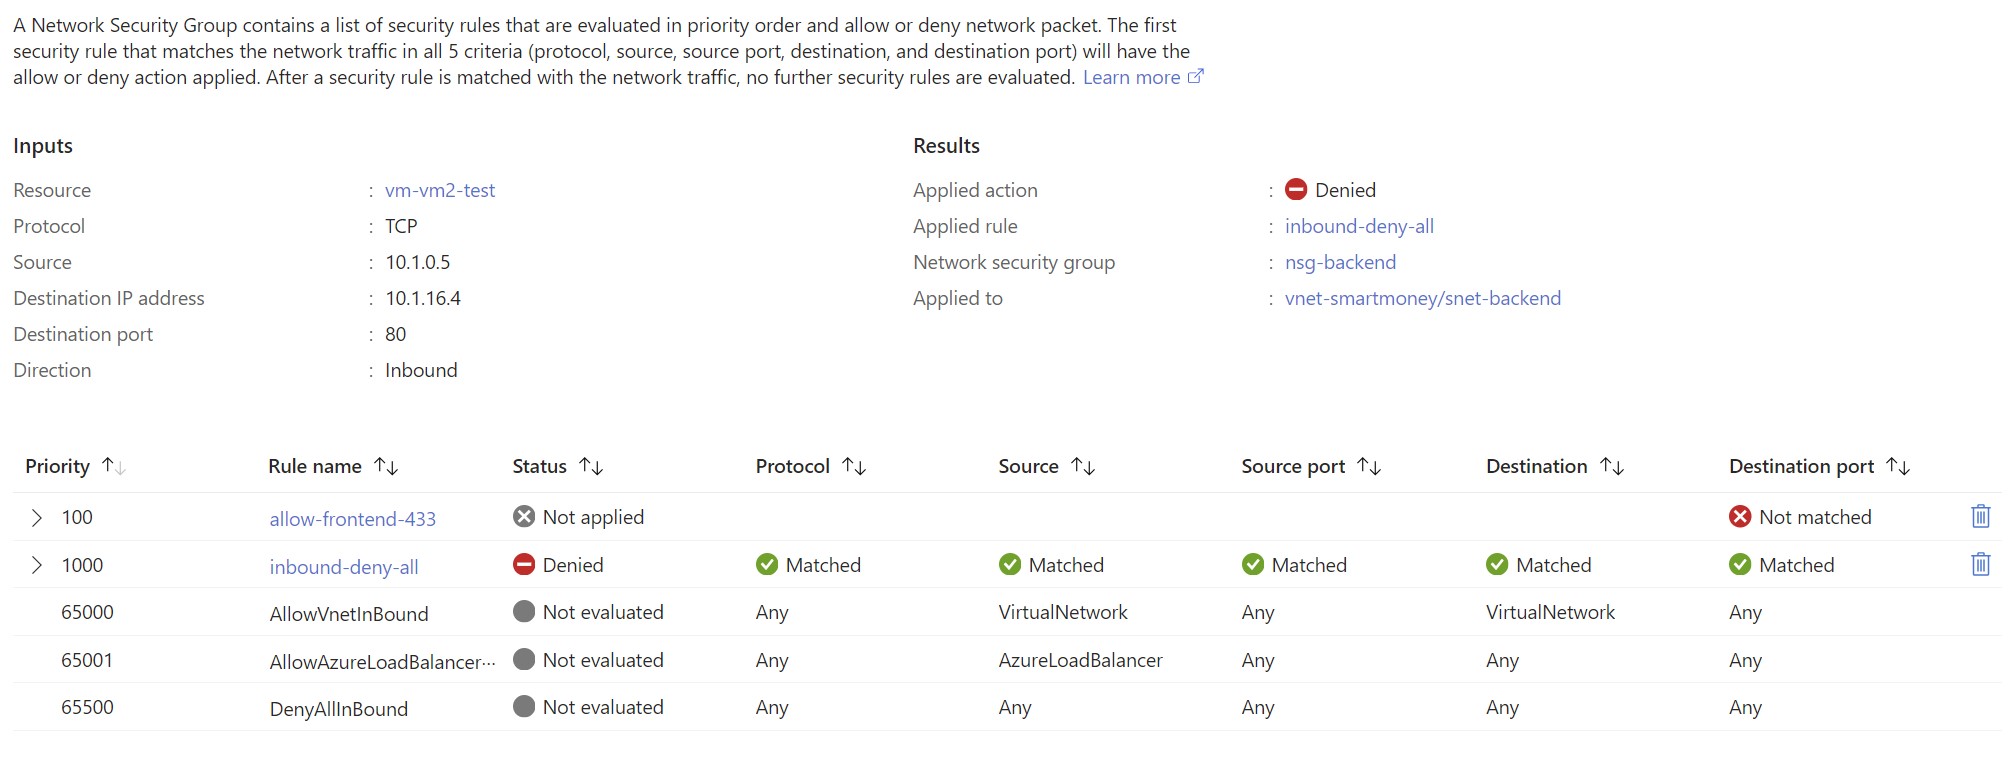 A Network Security Group contains a list of security rules that are evaluated in priority order and allow or deny network packet. The first
security rule that matches the network traffic in all 5 criteria (protocol, source, source port, destination, and destination port) will have the
allow or deny action applied. After a security rule is matched with the network traffic, no further security rules are evaluated. Learn more
Inputs
Resource : vm-vm2-test
Protocol : TCP
Source : 10.1.0.5
Destination IP address : 10.1.16.4
Destination port : 80
Direction : Inbound
Results
Applied action : Denied
Applied rule : inbound-deny-all
Network security group : nsg-backend
Applied to : vnet-smartmoney/snet-backend
Priority Rule name Status Protocol Source Source port Destination Destination port
100 allow-frontend-433 Not applied Not matched
1000 inbound-deny-all Denied Matched Matched Matched Matched Matched
65000 AllowVnetInBound Not evaluated Any VirtualNetwork Any VirtualNetwork Any
65001 AllowAzureLoadBalancer... Not evaluated Any AzureLoadBalancer Any Any Any
65500 DenyAllInBound Not evaluated Any Any Any Any Any